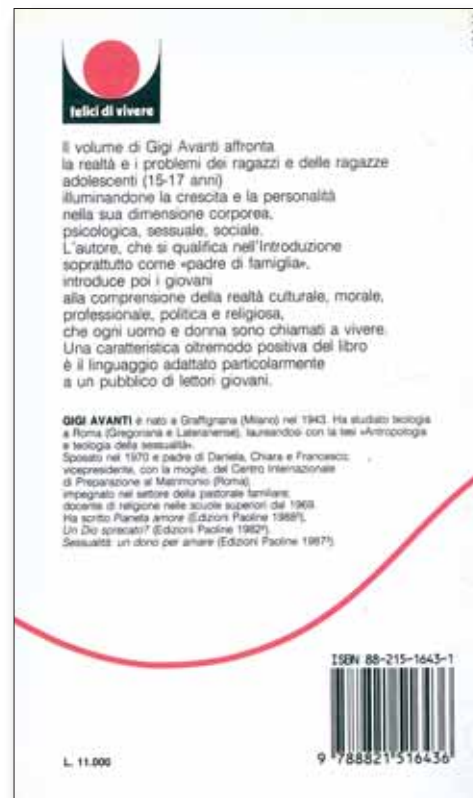 felici di vivere
Il volume di Gigi Avanti affronta
la realtà e i problemi dei ragazzi e delle ragazze
adolescenti (15-17 anni)
illuminandone la crescita e la personalità
nella sua dimensione corporea,
psicologica, sessuale, sociale.
L'autore, che si qualifica nell'Introduzione
soprattutto come «padre di famiglia»,
introduce poi i giovani
alla comprensione della realtà culturale, morale,
professionale, politica e religiosa,
che ogni uomo e donna sono chiamati a vivere.
Una caratteristica oltremodo positiva del libro
è il linguaggio adattato particolarmente
a un pubblico di lettori giovani.
GIGI AVANTI è nato a Graffignana (Milano) nel 1943. Ha studiato teologia
a Roma (Gregoriana e Lateranense), laureandosi con la tesi «Antropologia
e teologia della sessualità».
Sposato nel 1970 e padre di Daniela, Chiara e Francesco;
vicepresidente, con la moglie, del Centro Internazionale
di Preparazione al Matrimonio (Roma),
impegnato nel settore della pastorale familiare;
docente di religione nelle scuole superiori dal 1969.
Ha scritto Pianeta amore (Edizioni Paoline
Un Dio sprecato? (Edizioni Paoline
Sessualità: un dono per amare (Edizioni Paoline
ISBN 88-215-1643-1
9 788821 516436
L. 11.000